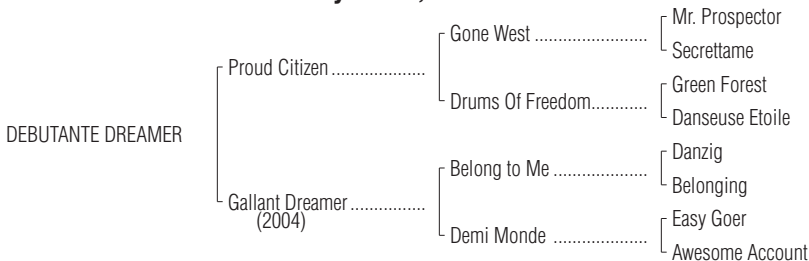 Mr. Prospector
Gone West ........................
Secrettame
Proud Citizen ....................
Green Forest
Drums Of Freedom............
Danseuse Etoile
DEBUTANTE DREAMER
Danzig
Belong to Me ....................
Belonging
Gallant Dreamer ................
(2004)
Easy Goer
Demi Monde ....................
Awesome Account